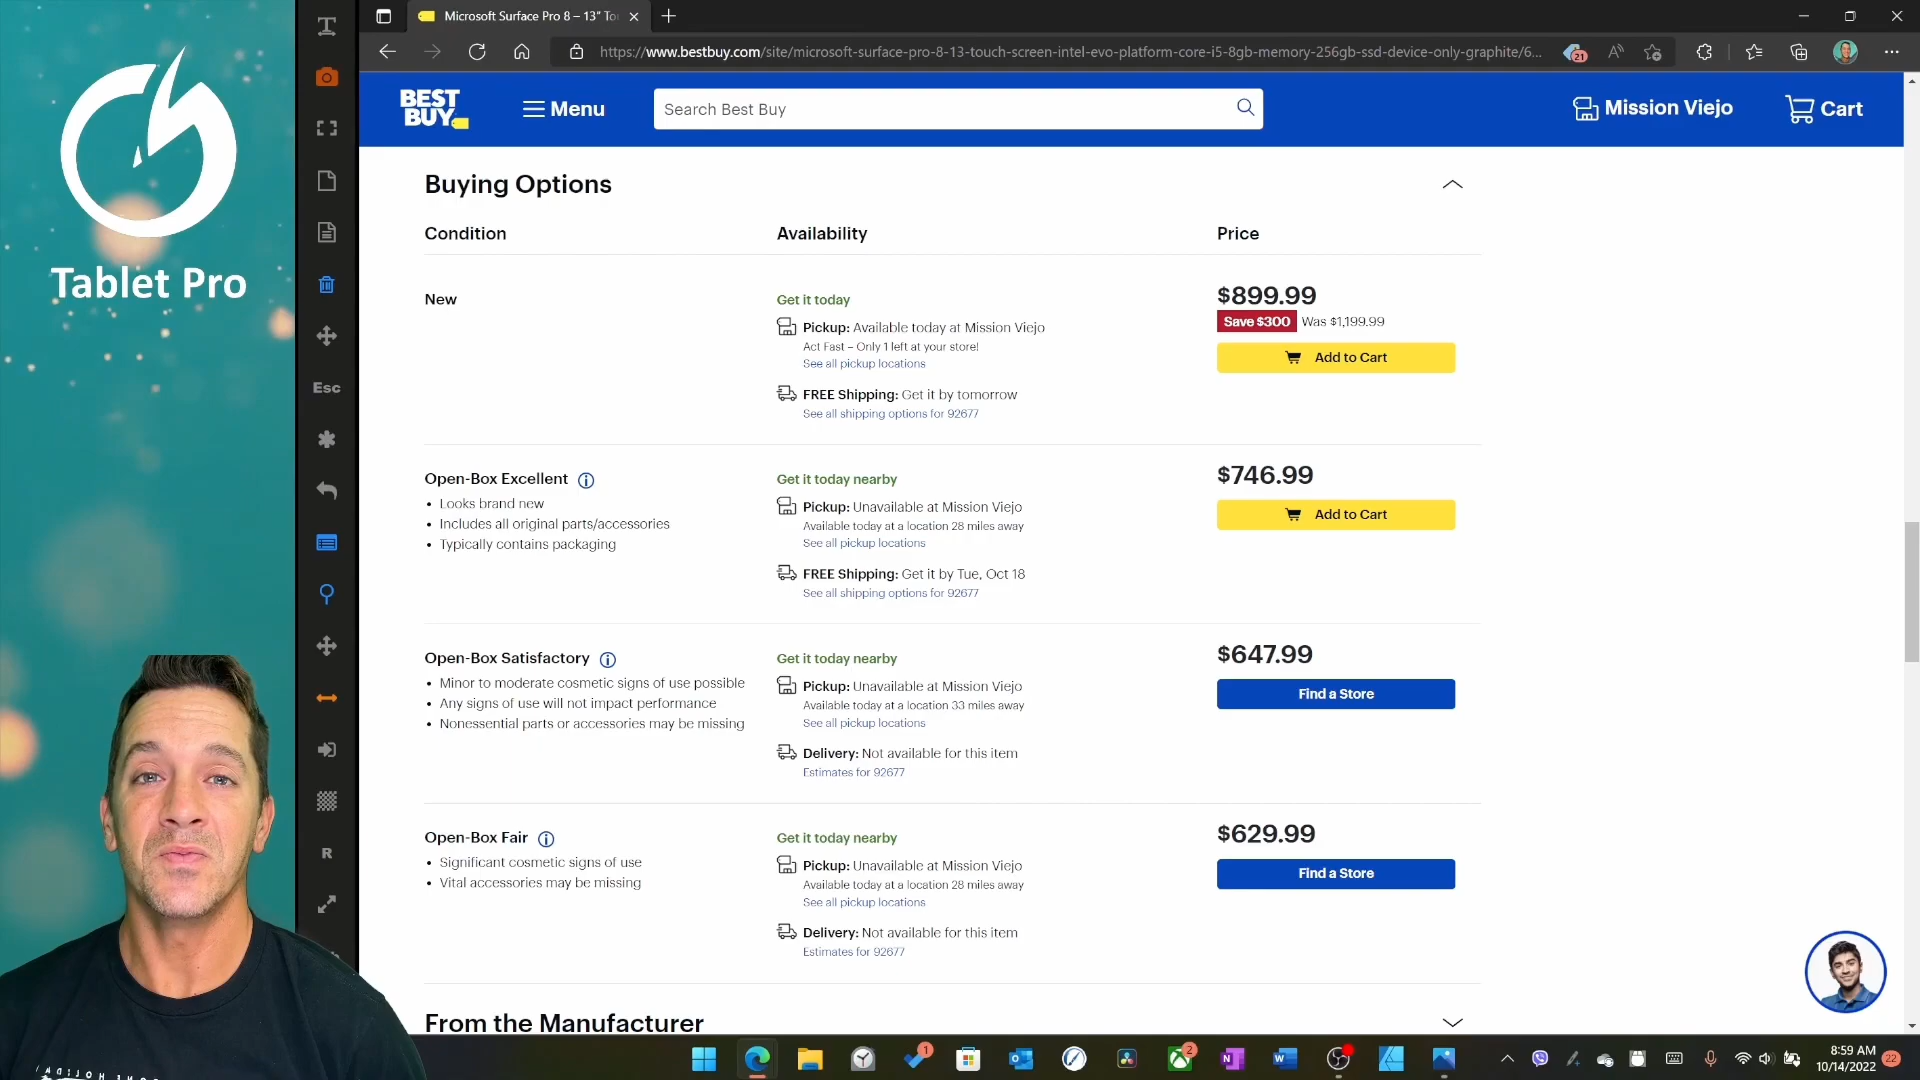 Microsoft Surface Pro 8 – 13" To
https://www.bestbuy.com/site/microsoft-surface-pro-8-13-touch-screen-intel-evo-platform-core-i5-8gb-memory-256gb-ssd-device-only-graphite/6...
21
BEST
BUY
Menu
Search Best Buy
Mission Viejo
Cart
Tablet Pro
Esc
R
Buying Options
Condition
Availability
Price
New
Get it today
Pickup: Available today at Mission Viejo
Act Fast – Only 1 left at your store!
See all pickup locations
FREE Shipping: Get it by tomorrow
See all shipping options for 92677
$899.99
Save $300 Was $1,199.99
Add to Cart
Open-Box Excellent
• Looks brand new
• Includes all original parts/accessories
• Typically contains packaging
Get it today nearby
Pickup: Unavailable at Mission Viejo
Available today at a location 28 miles away
See all pickup locations
FREE Shipping: Get it by Tue, Oct 18
See all shipping options for 92677
$746.99
Add to Cart
Open-Box Satisfactory
• Minor to moderate cosmetic signs of use possible
• Any signs of use will not impact performance
• Nonessential parts or accessories may be missing
Get it today nearby
Pickup: Unavailable at Mission Viejo
Available today at a location 33 miles away
See all pickup locations
Delivery: Not available for this item
Estimates for 92677
$647.99
Find a Store
Open-Box Fair
• Significant cosmetic signs of use
• Vital accessories may be missing
Get it today nearby
Pickup: Unavailable at Mission Viejo
Available today at a location 28 miles away
See all pickup locations
Delivery: Not available for this item
Estimates for 92677
$629.99
Find a Store
From the Manufacturer
1
2
8:59 AM
10/14/2022
22